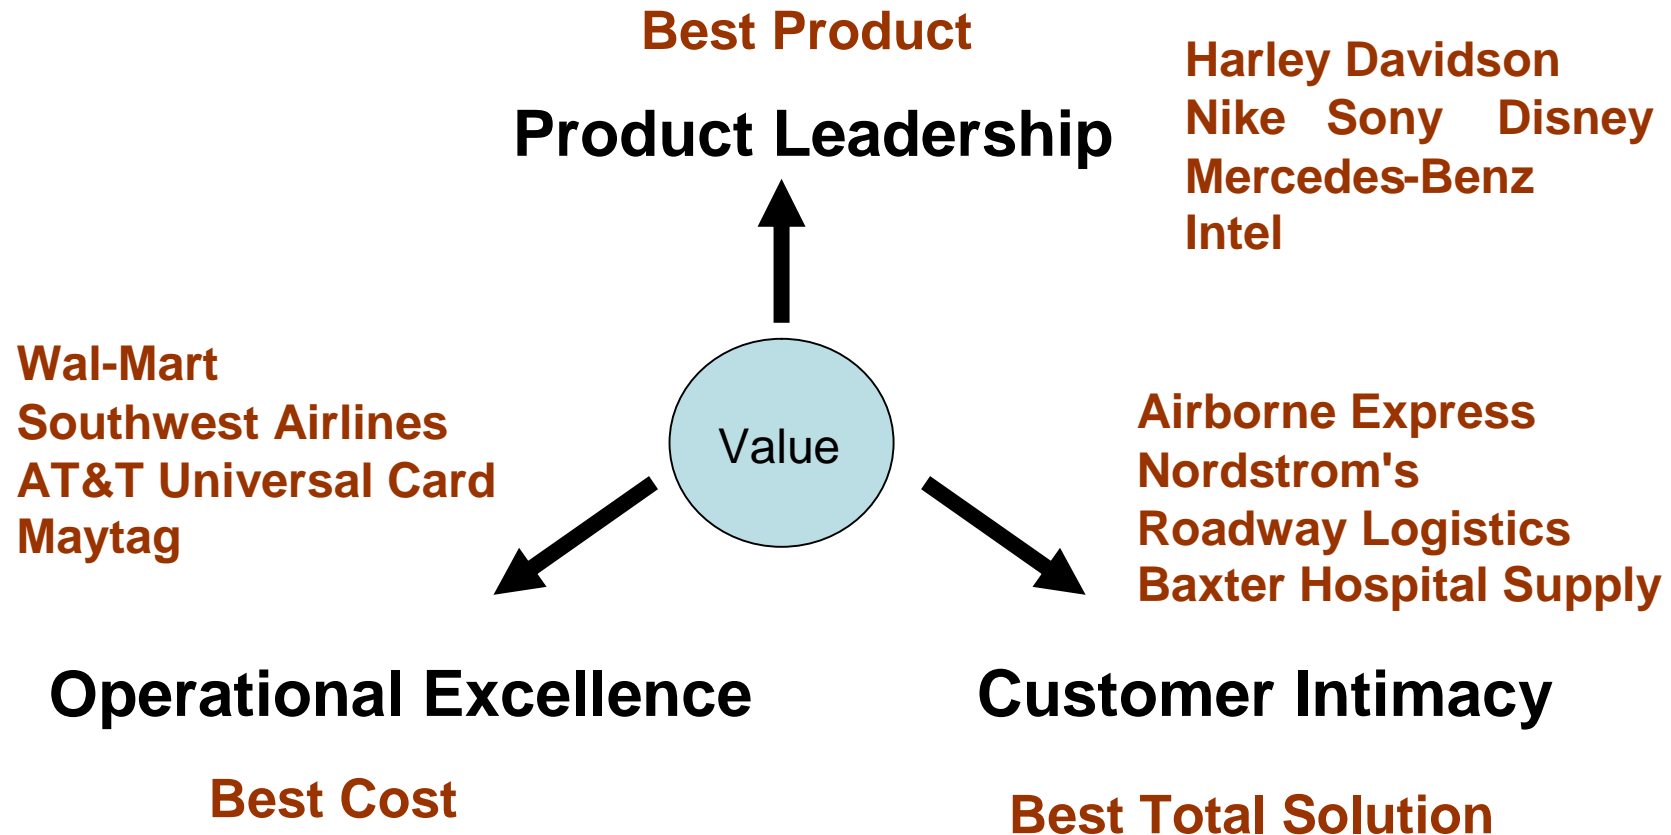 Best Product
Product Leadership
Harley Davidson
Nike Sony Disney
Mercedes-Benz
Intel
Wal-Mart
Southwest Airlines
AT&T Universal Card
Maytag
Value
Airborne Express
Nordstrom's
Roadway Logistics
Baxter Hospital Supply
Operational Excellence
Best Cost
Customer Intimacy
Best Total Solution